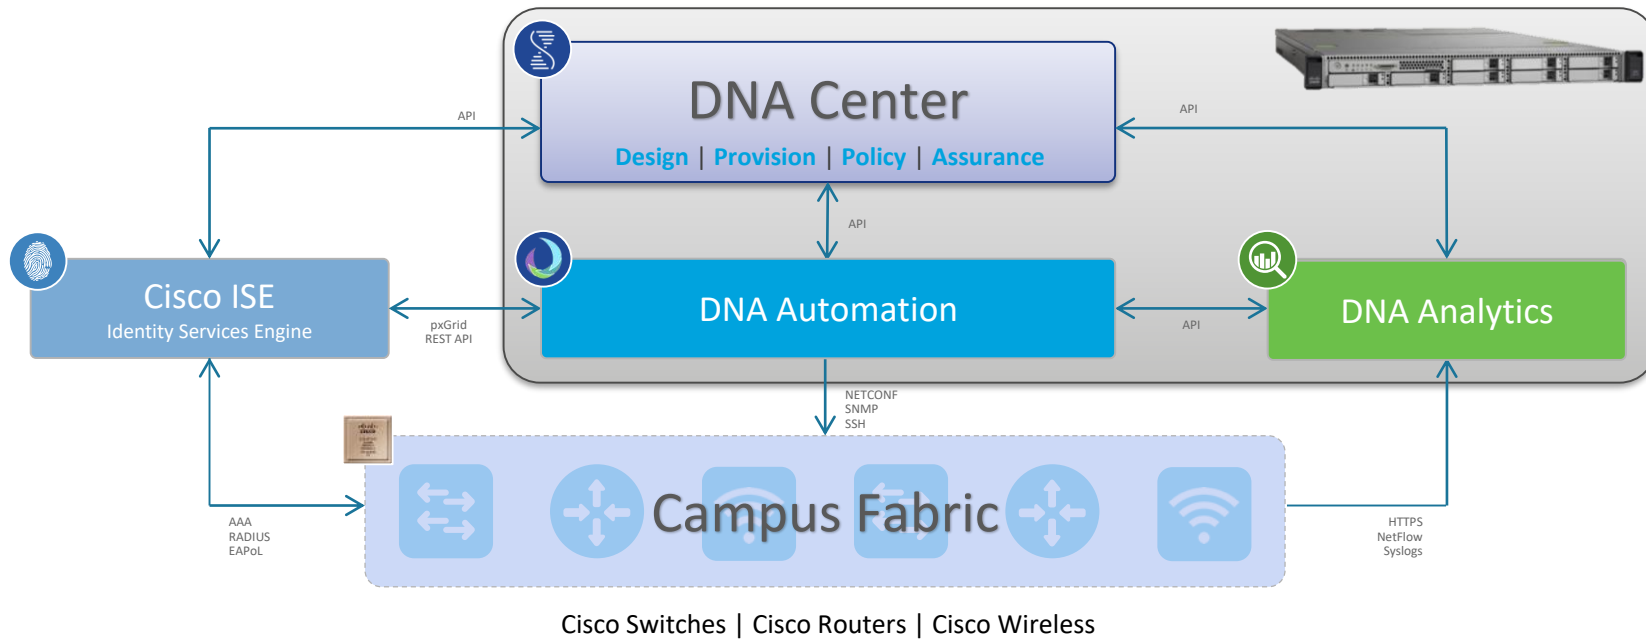 DNA Center
Design | Provision | Policy | Assurance
API
API
API
Cisco ISE
Identity Services Engine
pxGrid
REST API
DNA Automation
API
DNA Analytics
NETCONF
SNMP
SSH
AAA
RADIUS
EAPoL
Campus Fabric
HTTPS
NetFlow
Syslogs
Cisco Switches | Cisco Routers | Cisco Wireless